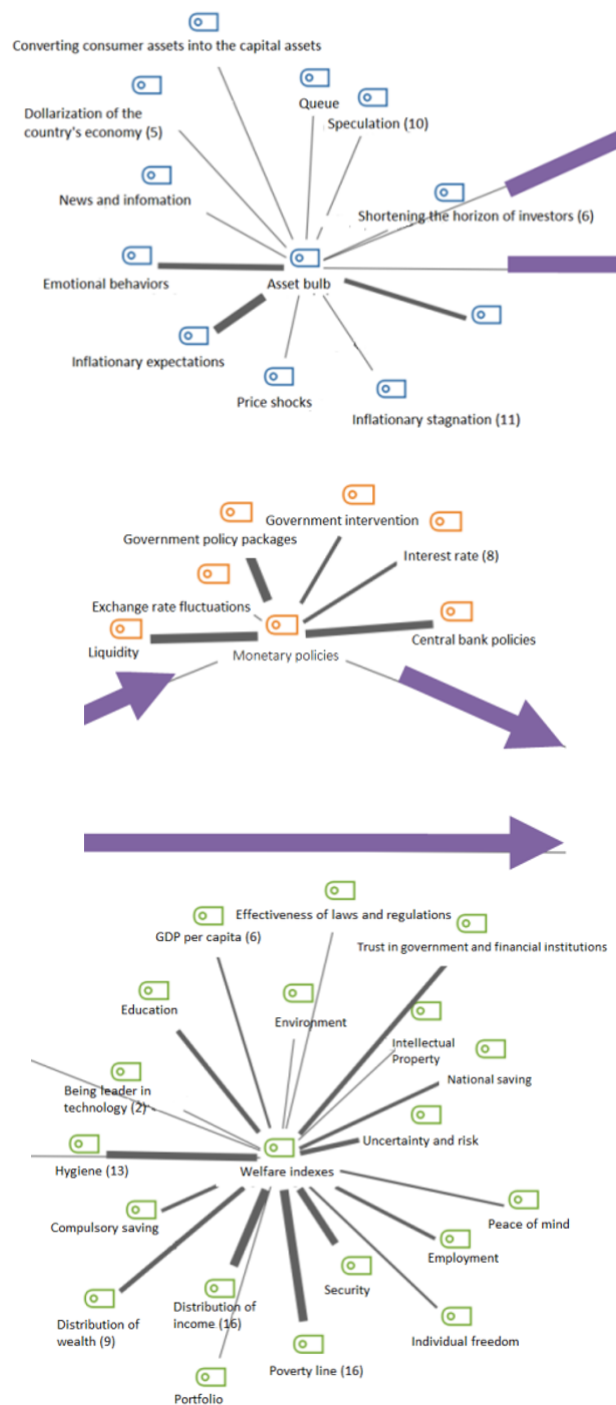 Converting consumer assets into the capital assets
Queue
Dollarization of the
country's economy (5)
Speculation (10)
News and infomation
Shortening the horizon of investors (6)
Emotional behaviors
Asset bulb
Inflationary expectations
Price shocks
Inflationary stagnation (11)
Government intervention
Government policy packages
Interest rate (8)
Exchange rate fluctuations
Central bank policies
Liquidity
Monetary policies
Effectiveness of laws and regulations
GDP per capita (6)
Trust in government and financial institutions
Education
Environment
Intellectual
Property
National saving
Being leader in
technology (2)
Uncertainty and risk
Hygiene (13)
Welfare indexes
Compulsory saving
Peace of mind
Employment
Security
Distribution of
income (16)
Distribution of
wealth (9)
Individual freedom
Poverty line (16)
Portfolio